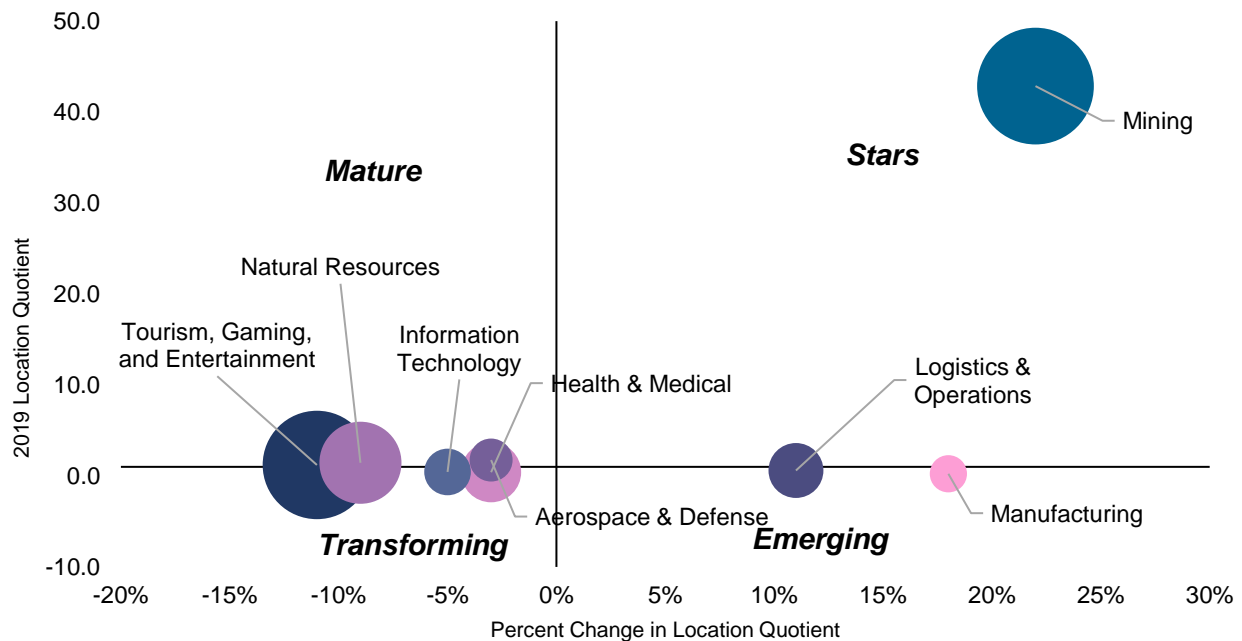 50.0
40.0
30.0
20.0
10.0
0.0
-10.0
2019 Location Quotient
Mature
Stars
Mining
Natural Resources
Tourism, Gaming,
and Entertainment
Information
Technology
Health & Medical
Logistics &
Operations
Aerospace & Defense
Manufacturing
Transforming
Emerging
-20%
-15%
-10%
-5%
0%
5%
10%
15%
20%
25%
30%
Percent Change in Location Quotient